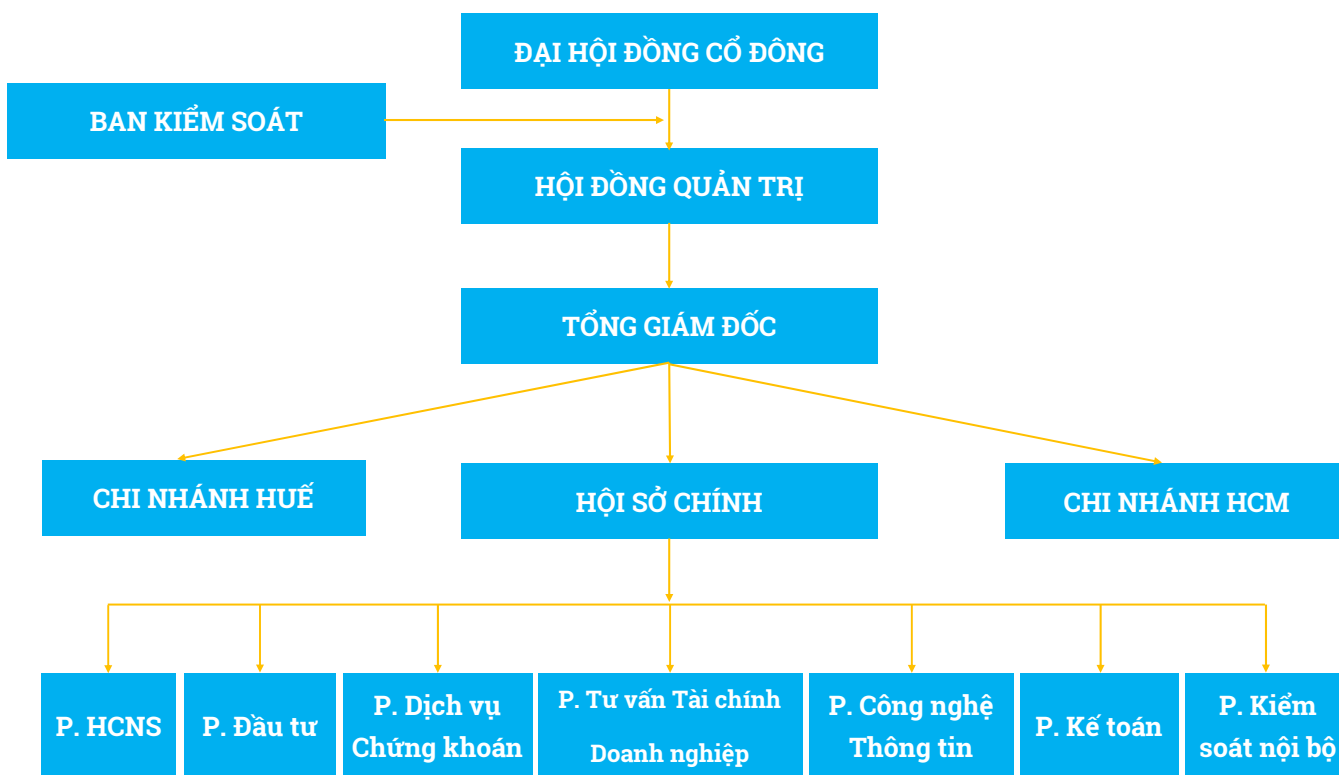 ĐẠI HỘI ĐỒNG CỔ ĐÔNG
BAN KIỂM SOÁT
HỘI ĐỒNG QUẢN TRỊ
TỔNG GIÁM ĐỐC
CHI NHÁNH HUẾ
HỘI SỞ CHÍNH
CHI NHÁNH HCM
P. HCNS
P. Đầu tư
P. Dịch vụ
Chứng khoán
P. Tư vấn Tài chính
Doanh nghiệp
P. Công nghệ
Thông tin
P. Kế toán
P. Kiểm
soát nội bộ